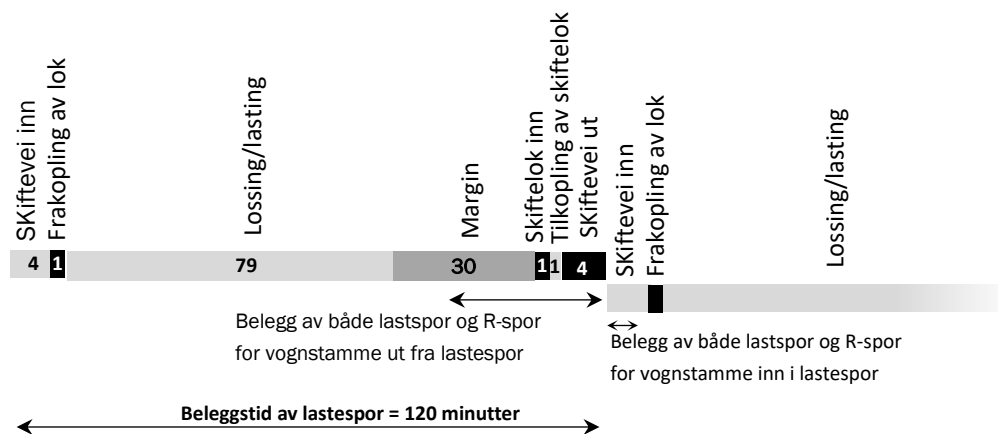 SKiftevei inn
Frakopling av lok
Lossing/lasting
Margin
Skiftelok inn
Tilkopling av skiftelok
SKiftevei ut
SKiftevei inn
Frakopling av lok
Lossing/lasting
4 1 79 30 1 1 4
Belegg av både lastspor og R-spor
for vognstamme ut fra lastespor
Belegg av både lastspor og R-spor
for vognstamme inn i lastespor
Beleggstid av lastespor = 120 minutter